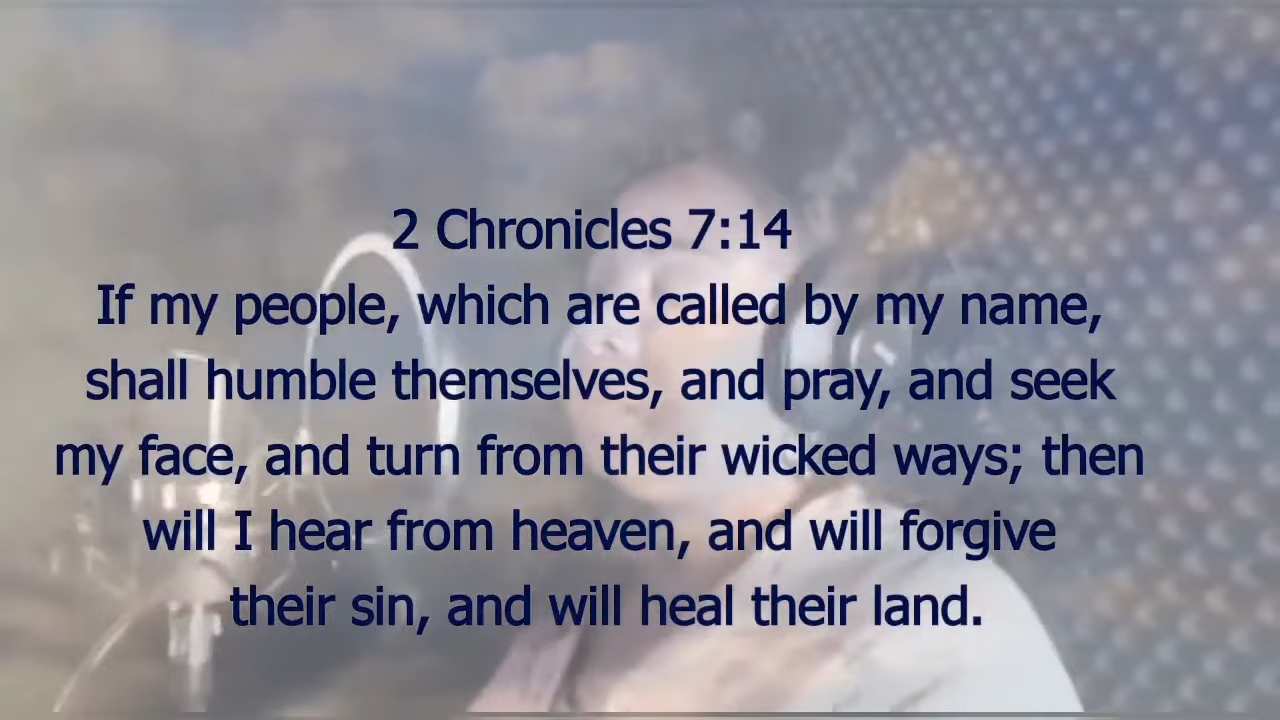 2 Chronicles 7:14
If my people, which are called by my name,
shall humble themselves, and pray, and seek
my face, and turn from their wicked ways; then
will I hear from heaven, and will forgive
their sin, and will heal their land.